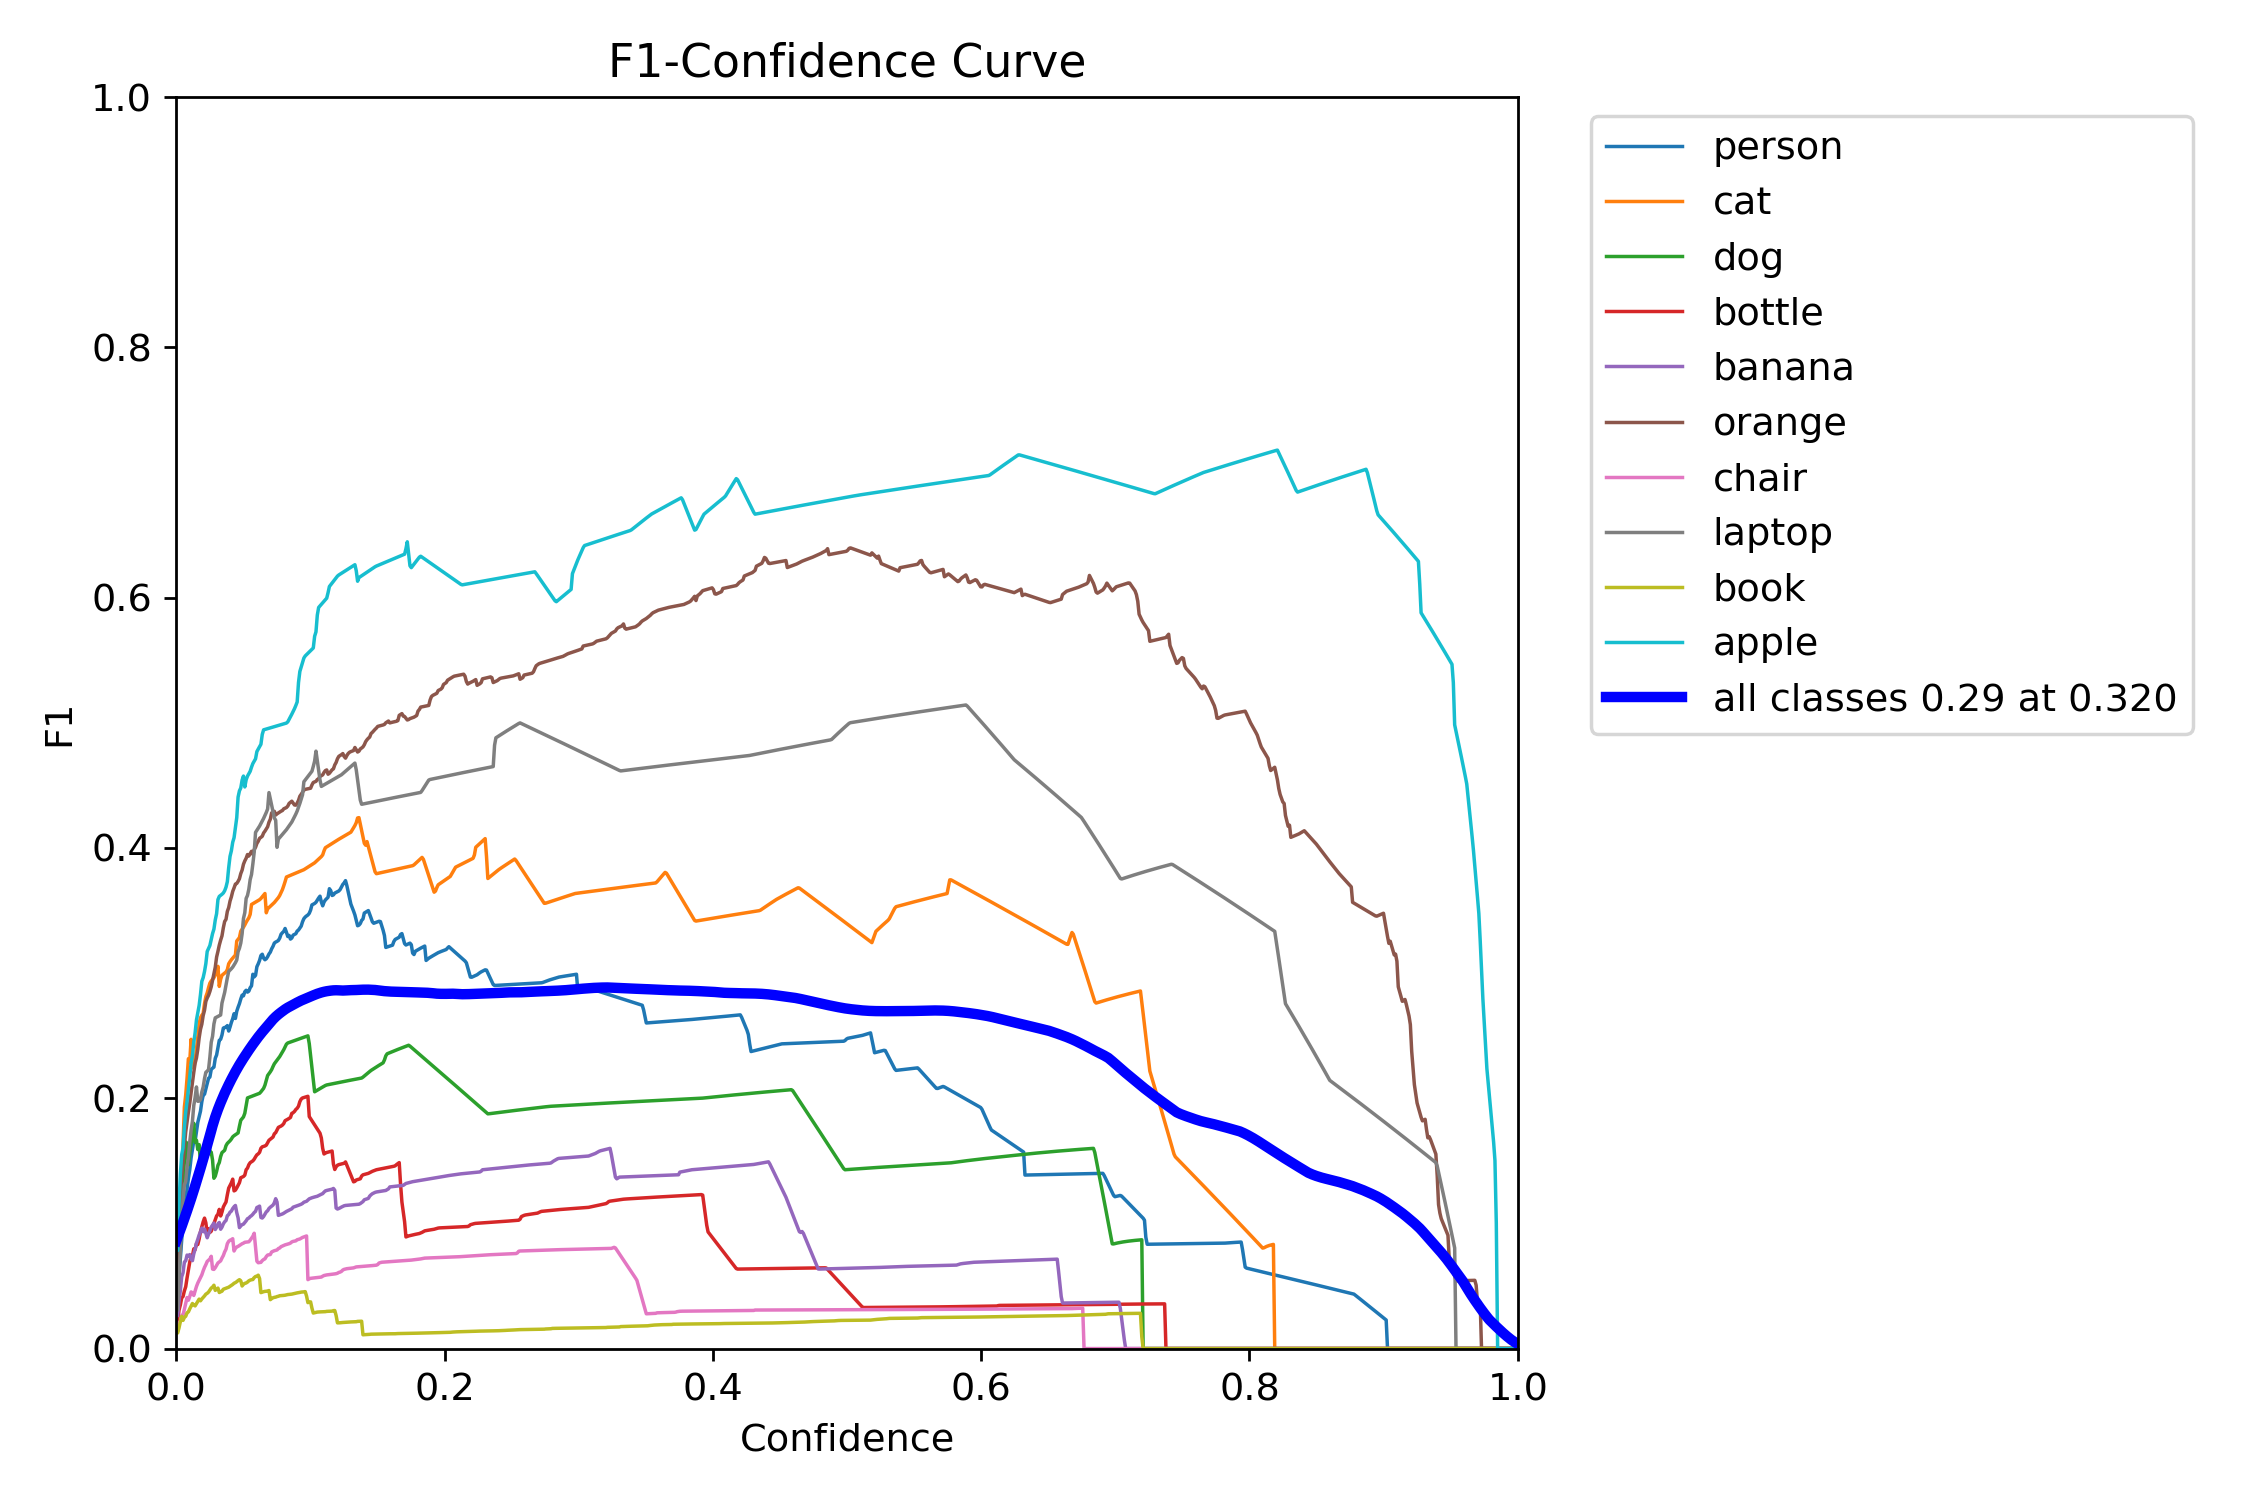 F1-Confidence Curve
1.0
0.8
0.6
0.4
0.2
0.0
F1
0.0 0.2 0.4 0.6 0.8 1.0
Confidence
person
cat
dog
bottle
banana
orange
chair
laptop
book
apple
all classes 0.29 at 0.320